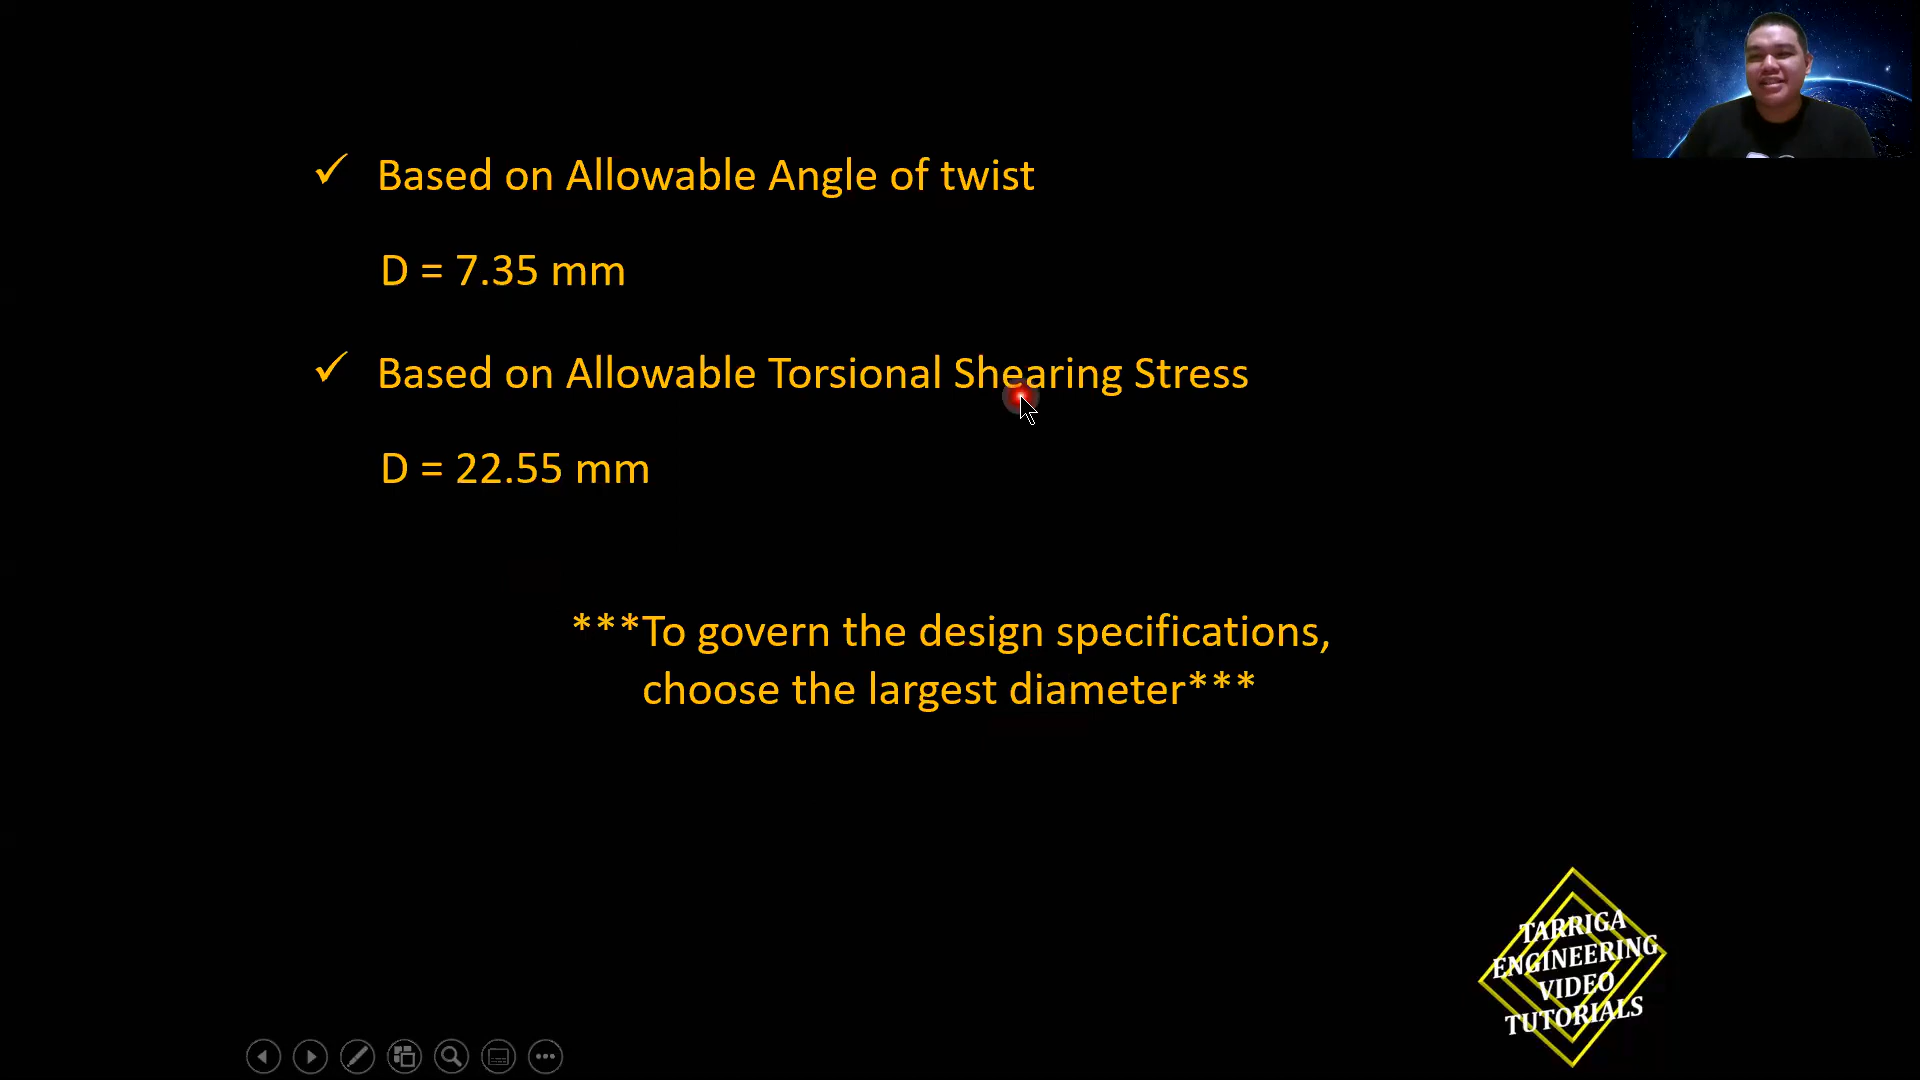 ✓ Based on Allowable Angle of twist
D = 7.35 mm
✓ Based on Allowable Torsional Shearing Stress
D = 22.55 mm
***To govern the design specifications,
choose the largest diameter***
TARRIGA
ENGINEERING
VIDEO
TUTORIALS